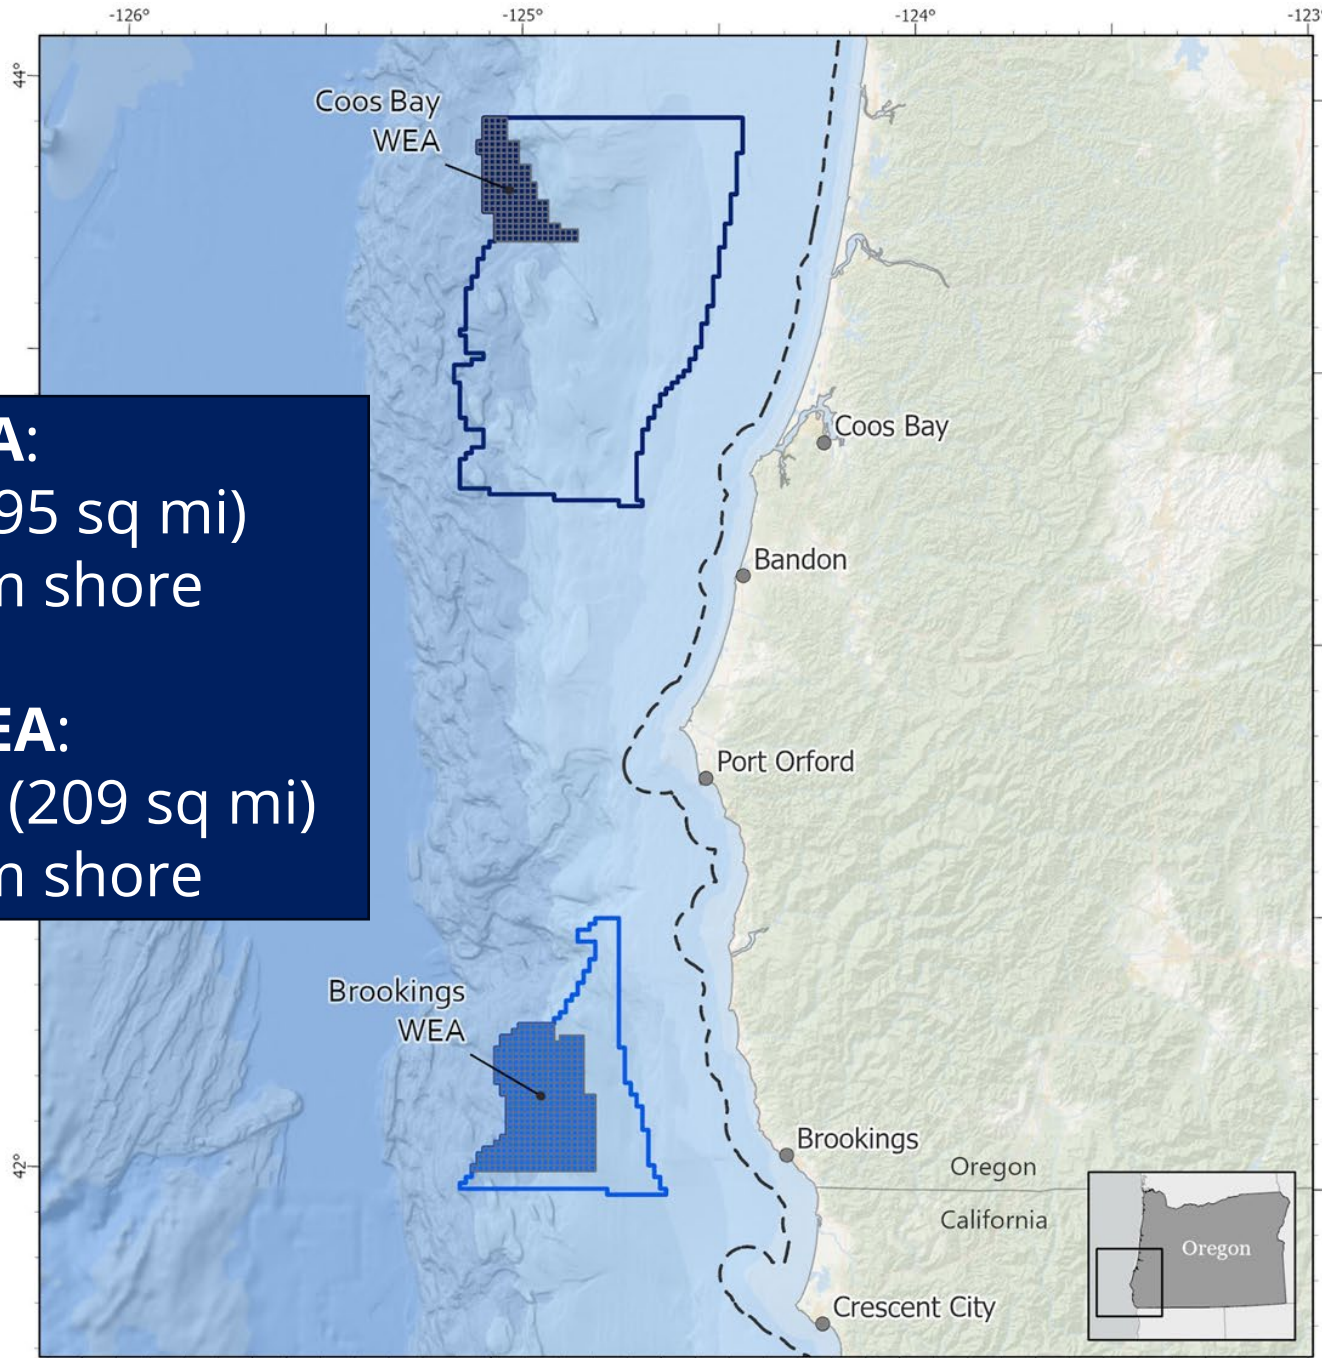 -126°
-125°
-124°
-123°
44°
Coos Bay
WEA
A:
95 sq mi)
m shore
EA:
(209 sq mi)
m shore
Coos Bay
Bandon
Port Orford
Brookings
WEA
42°
Brookings
Oregon
California
Oregon
Crescent City